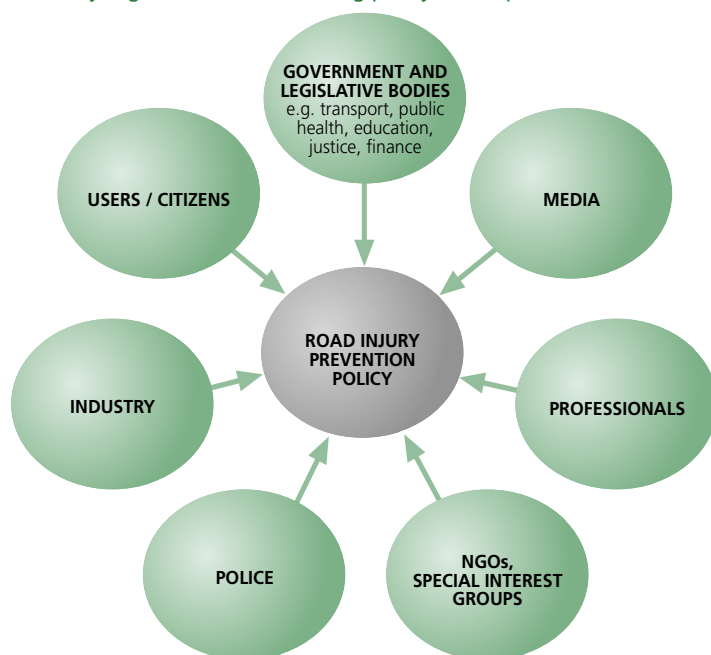 GOVERNMENT AND
LEGISLATIVE BODIES
e.g. transport, public
health, education,
justice, finance
USERS / CITIZENS
MEDIA
ROAD INJURY
PREVENTION
POLICY
INDUSTRY
PROFESSIONALS
POLICE
NGOs,
SPECIAL INTEREST
GROUPS